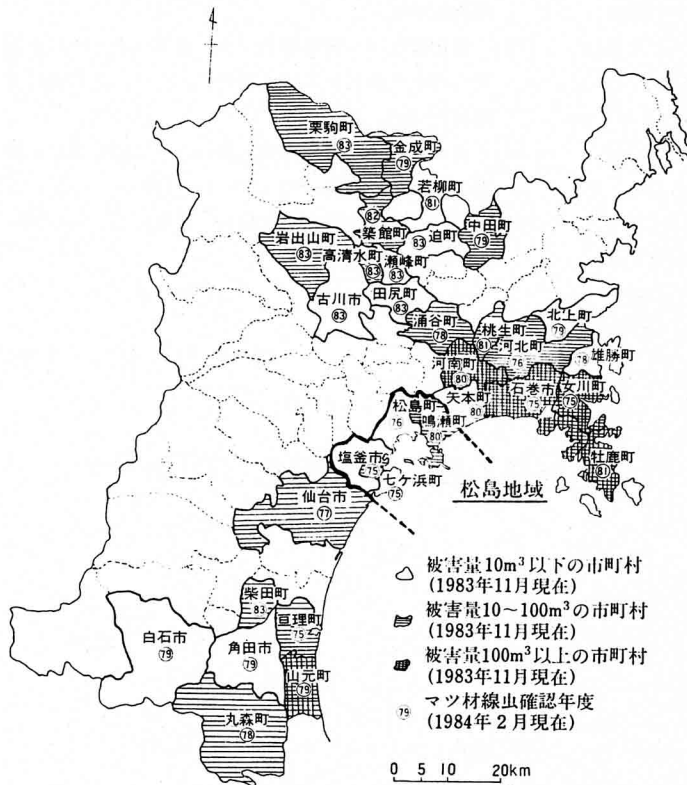 4
栗駒町
83
金成町
79
若柳町
81
82
築館町
迫町
83
中田町
79
岩出山町
83
高清水町
83
瀬峰町
83
古川市
83
田尻町
83
涌谷町
78
桃生町
81
河北町
76
北上町
79
78
雄勝町
河南町
80
矢本町
80
石巻市
75
女川町
75
牡鹿町
81
松島町
76
鳴瀬町
80
塩釜市
75
七ケ浜町
75
松島地域
仙台市
77
柴田町
83
亘理町
75
白石市
79
角田市
79
山元町
79
丸森町
78
被害量10m³以下の市町村
(1983年11月現在)
被害量10~100m³の市町村
(1983年11月現在)
被害量100m³以上の市町村
(1983年11月現在)
79 マツ材線虫確認年度
(1984年2月現在)
0 5 10 20km